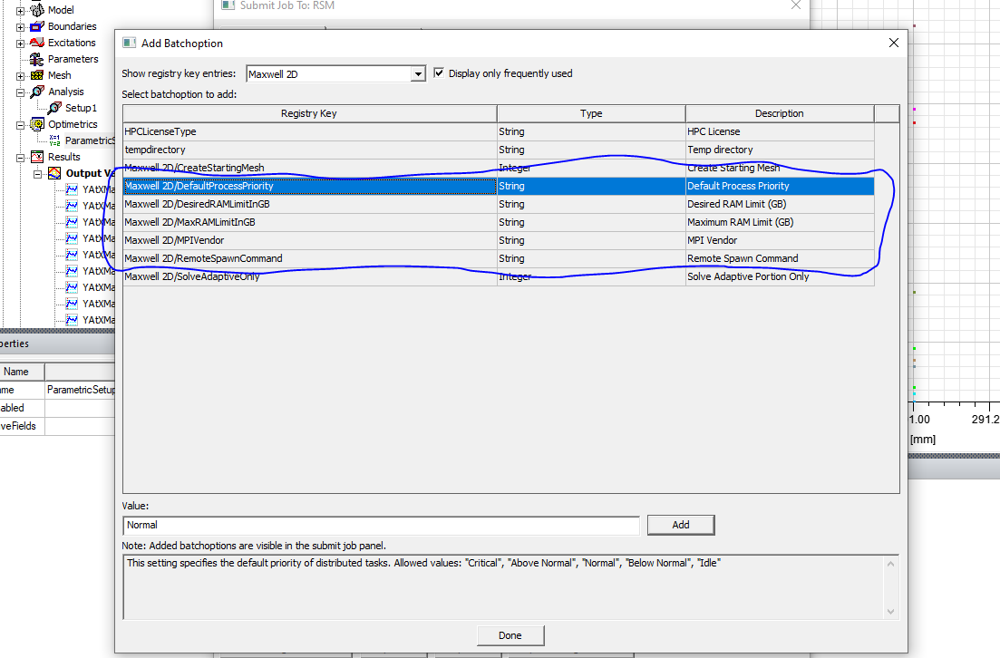 Model
Submit Job To: RSM
Boundaries
Excitations
Add Batchoption
Parameters
Mesh
Show registry key entries: Maxwell 2D Display only frequently used
Analysis
Select batchoption to add:
Setup1
Registry Key Type Description
Optimetrics
HPCLicenseType String HPC License
ParametricS
tempdirectory String Temp directory
Results
Maxwell 2D/CreateStartingMesh Integer Create Starting Mesh
Output Va
Maxwell 2D/DefaultProcessPriority String Default Process Priority
YAtXMa
Maxwell 2D/DesiredRAMLimitInGB String Desired RAM Limit (GB)
YAtXMa
Maxwell 2D/MaxRAMLimitInGB String Maximum RAM Limit (GB)
YAtXMa
Maxwell 2D/MPIVendor String MPI Vendor
YAtXMa
YAtXMa
Maxwell 2D/RemoteSpawnCommand String Remote Spawn Command
YAtXMa
Maxwell 2D/SolveAdaptiveOnly Integer Solve Adaptive Portion Only
YAtXMa
YAtXMa
YAtXMa
perties
Name
ame ParametricSetup
abled
veFields
1.00 291.2
[mm]
Value:
Normal Add
Note: Added batchoptions are visible in the submit job panel.
This setting specifies the default priority of distributed tasks. Allowed values: "Critical", "Above Normal", "Normal", "Below Normal", "Idle"
Done